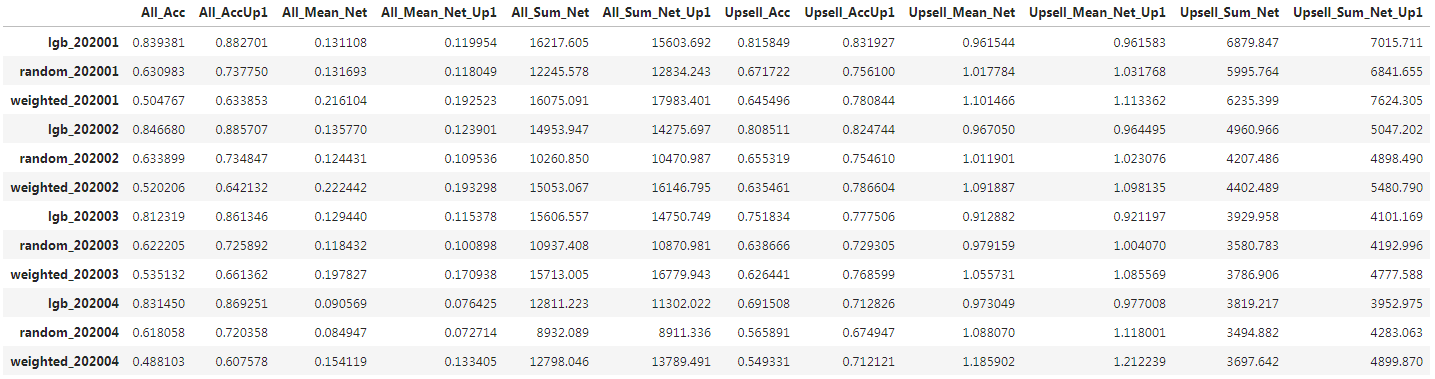 All_Acc All_AccUp1 All_Mean_Net All_Mean_Net_Up1 All_Sum_Net All_Sum_Net_Up1 Upsell_Acc Upsell_AccUp1 Upsell_Mean_Net Upsell_Mean_Net_Up1 Upsell_Sum_Net Upsell_Sum_Net_Up1
lgb_202001 0.839381 0.882701 0.131108 0.119954 16217.605 15603.692 0.815849 0.831927 0.961544 0.961583 6879.847 7015.711
random_202001 0.630983 0.737750 0.131693 0.118049 12245.578 12834.243 0.671722 0.756100 1.017784 1.031768 5995.764 6841.655
weighted_202001 0.504767 0.633853 0.216104 0.192523 16075.091 17983.401 0.645496 0.780844 1.101466 1.113362 6235.399 7624.305
lgb_202002 0.846680 0.885707 0.135770 0.123901 14953.947 14275.697 0.808511 0.824744 0.967050 0.964495 4960.966 5047.202
random_202002 0.633899 0.734847 0.124431 0.109536 10260.850 10470.987 0.655319 0.754610 1.011901 1.023076 4207.486 4898.490
weighted_202002 0.520206 0.642132 0.222442 0.193298 15053.067 16146.795 0.635461 0.786604 1.091887 1.098135 4402.489 5480.790
lgb_202003 0.812319 0.861346 0.129440 0.115378 15606.557 14750.749 0.751834 0.777506 0.912882 0.921197 3929.958 4101.169
random_202003 0.622205 0.725892 0.118432 0.100898 10937.408 10870.981 0.638666 0.729305 0.979159 1.004070 3580.783 4192.996
weighted_202003 0.535132 0.661362 0.197827 0.170938 15713.005 16779.943 0.626441 0.768599 1.055731 1.085569 3786.906 4777.588
lgb_202004 0.831450 0.869251 0.090569 0.076425 12811.223 11302.022 0.691508 0.712826 0.973049 0.977008 3819.217 3952.975
random_202004 0.618058 0.720358 0.084947 0.072714 8932.089 8911.336 0.565891 0.674947 1.088070 1.118001 3494.882 4283.063
weighted_202004 0.488103 0.607578 0.154119 0.133405 12798.046 13789.491 0.549331 0.712121 1.185902 1.212239 3697.642 4899.870